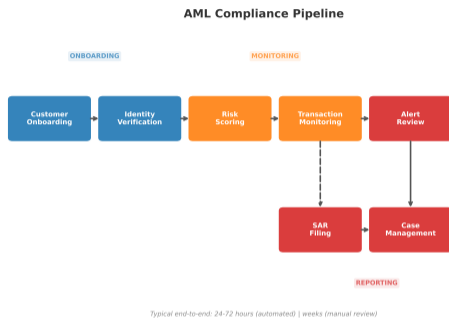 AML Compliance Pipeline
ONBOARDING
MONITORING
Customer
Onboarding
Identity
Verification
Risk
Scoring
Transaction
Monitoring
Alert
Review
SAR
Filing
Case
Management
REPORTING
Typical end-to-end: 24-72 hours (automated) | weeks (manual review)